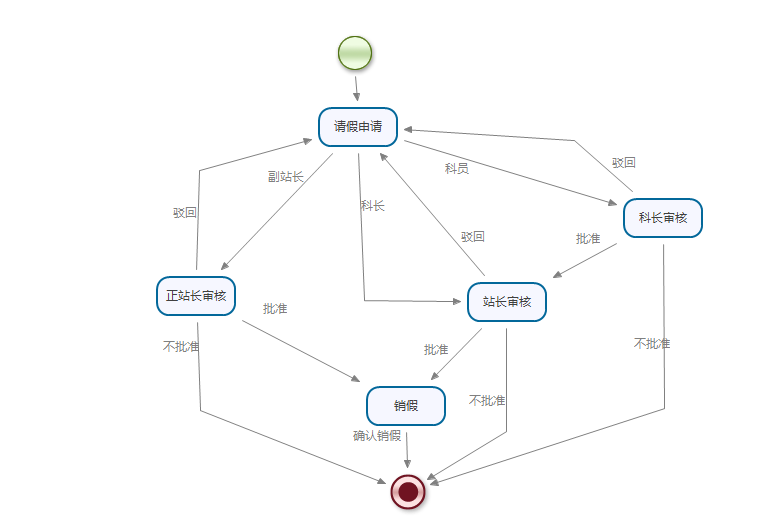 请假申请
驳回
科员
副站长
科长
驳回
科长审核
驳回
批准
正站长审核
站长审核
批准
不批准
不批准
批准
不批准
销假
确认销假